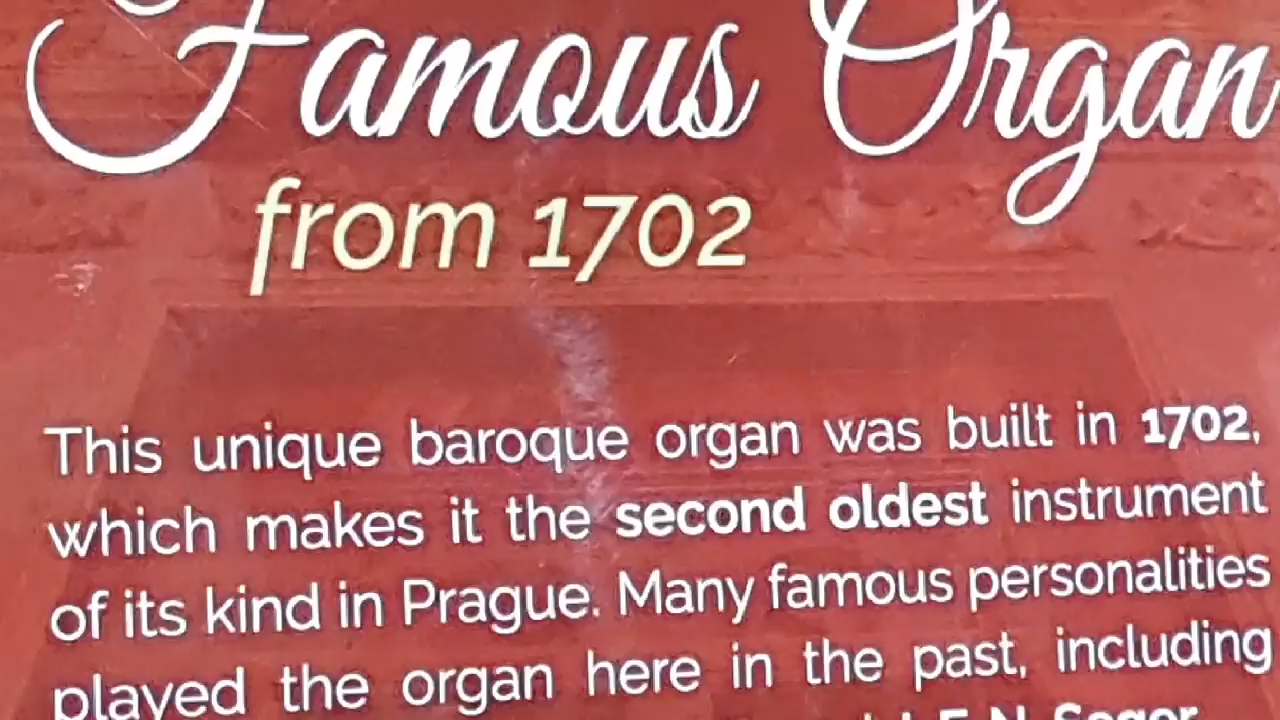 Famous Organ
from 1702
This unique baroque organ was built in 1702,
which makes it the second oldest instrument
of its kind in Prague. Many famous personalities
played the organ here in the past, including